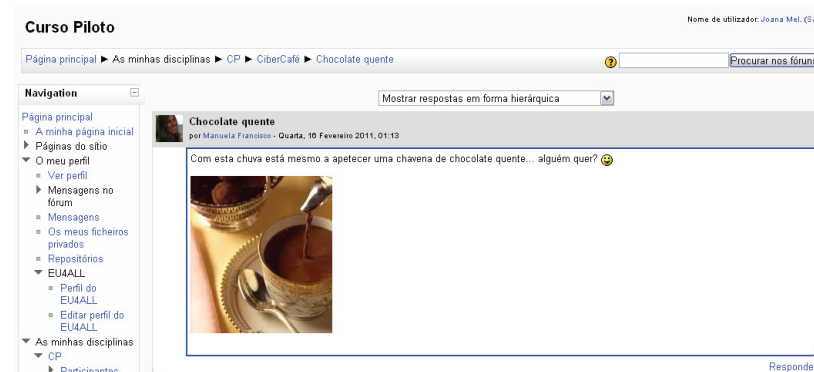 Curso Piloto
Nome de utilizador: Joana Mel.
Página principal ► As minhas disciplinas ► CP ► CiberCafé ► Chocolate quente
Procurar nos fóruns
Navigation
Mostrar respostas em forma hierárquica
Página principal
A minha página inicial
Páginas do sítio
O meu perfil
Ver perfil
Mensagens no
fórum
Mensagens
Os meus ficheiros
privados
Repositórios
EU4ALL
Perfil do
EU4ALL
Editar perfil do
EU4ALL
As minhas disciplinas
CP
Participantes
Chocolate quente
por Manuela Francisco - Quarta, 16 Fevereiro 2011, 01:13
Com esta chuva está mesmo a apetecer uma chavena de chocolate quente... alguém quer?
Responde